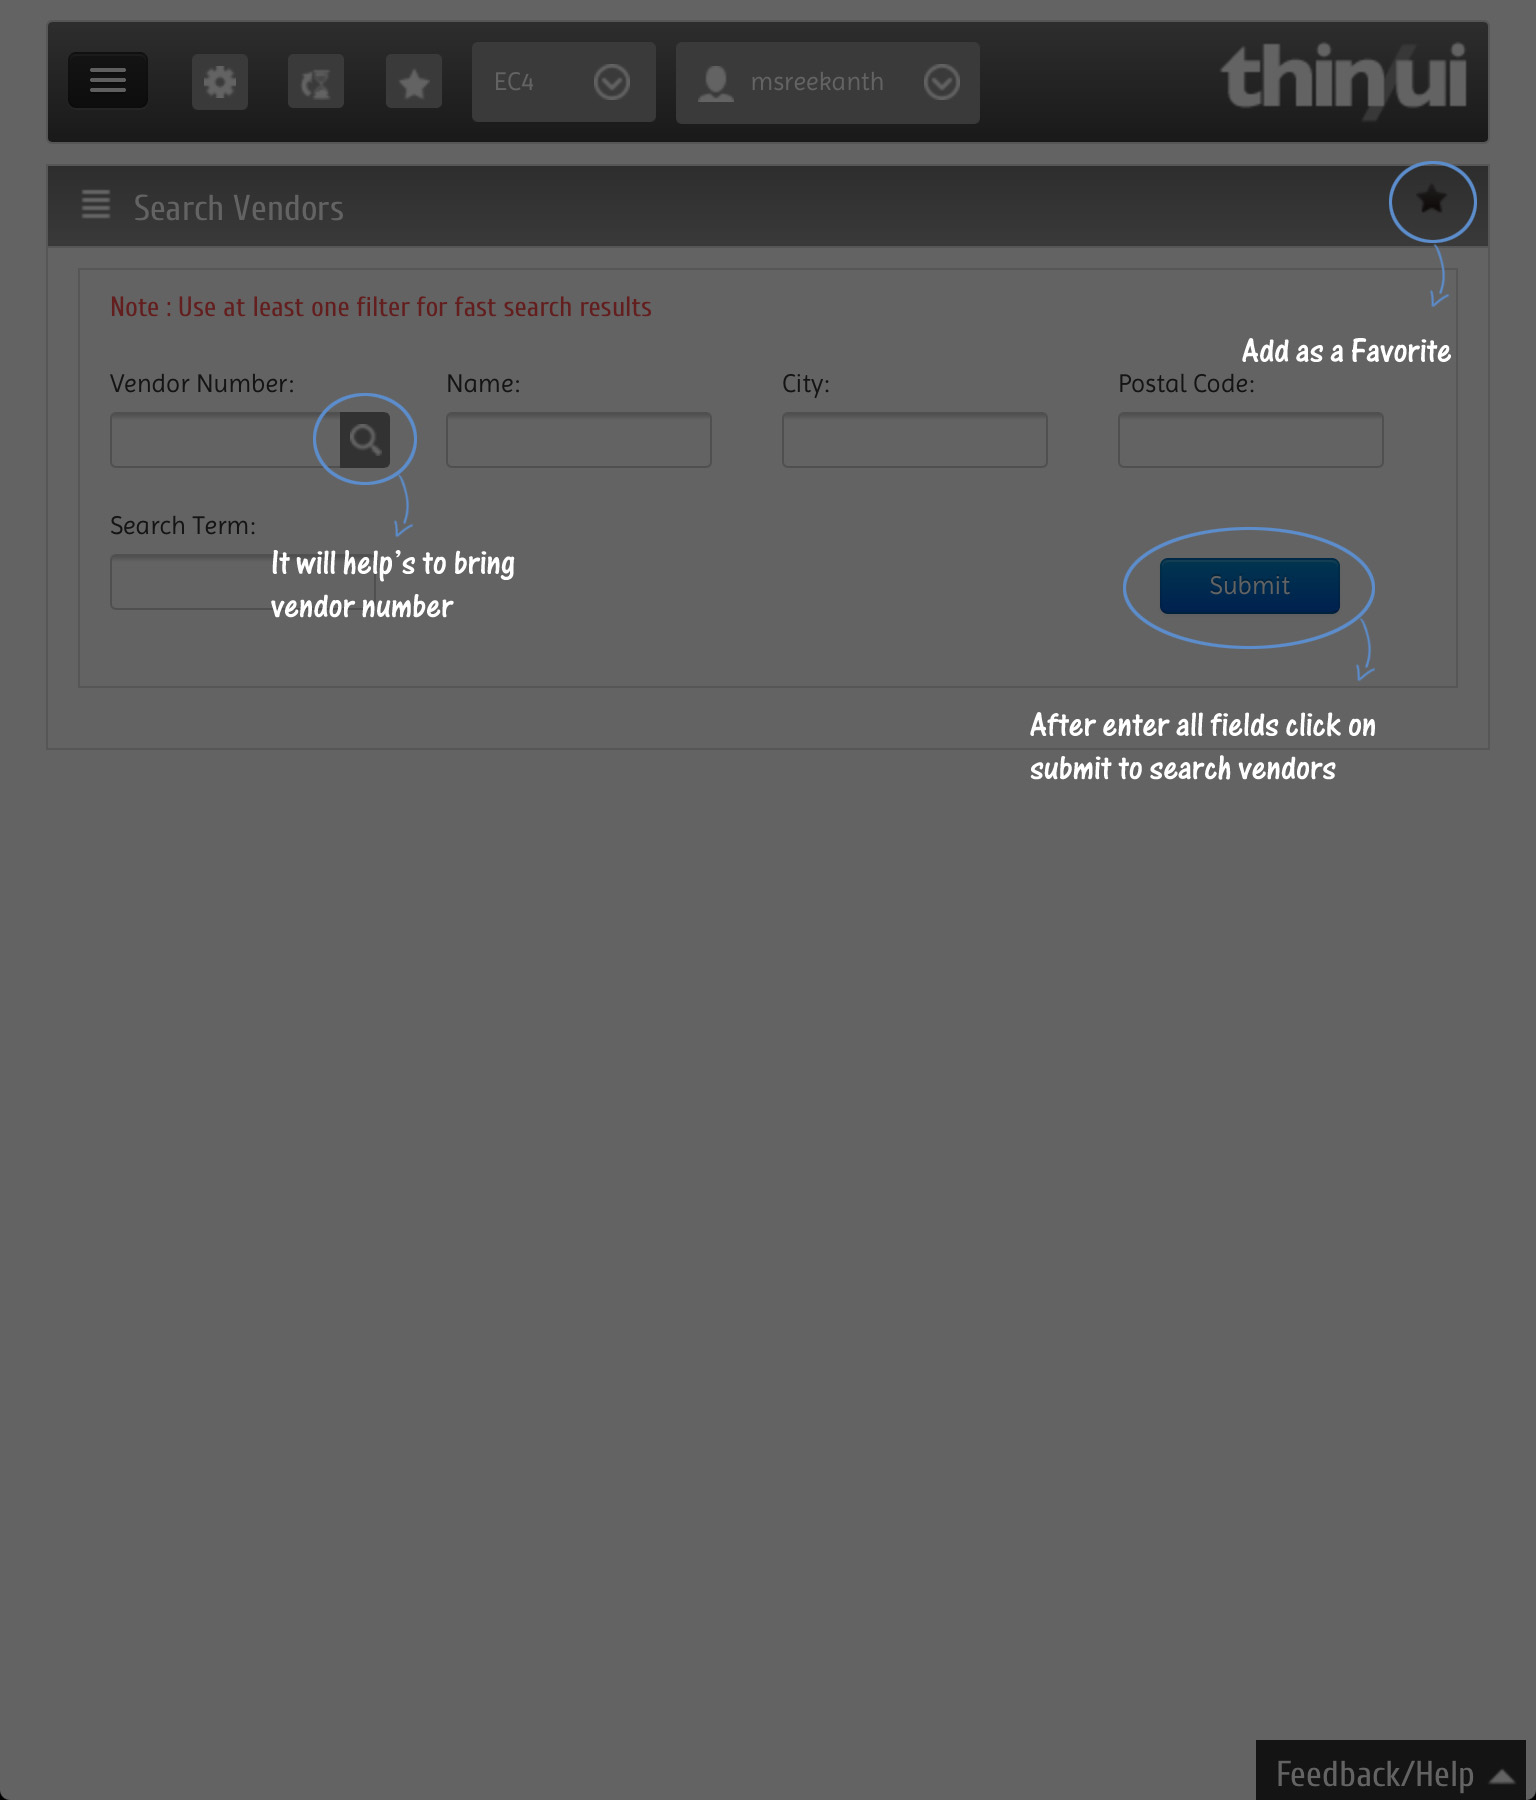 EC4
msreekanth
thin/ui
Search Vendors
Note : Use at least one filter for fast search results
Add as a Favorite
Vendor Number:
Name:
City:
Postal Code:
Search Term:
It will help's to bring
vendor number
Submit
After enter all fields click on
submit to search vendors
Feedback/Help